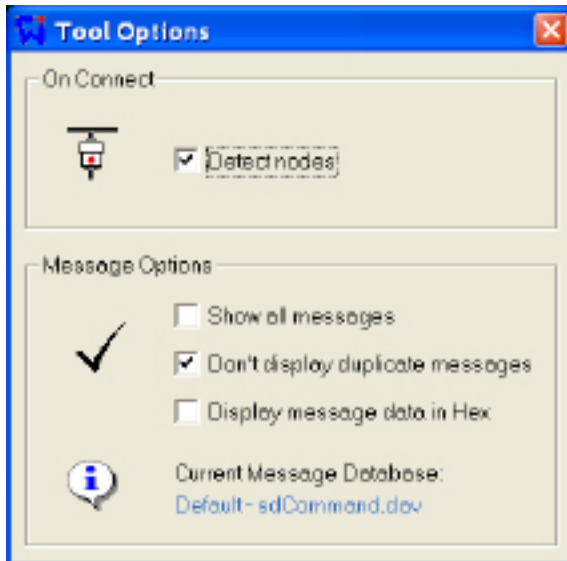 Tool Options
On Connect
Detect nodes
Message Options
Show all messages
Don't display duplicate messages
Display message data in Hex
Current Message Database:
Default-sdCommand.dav